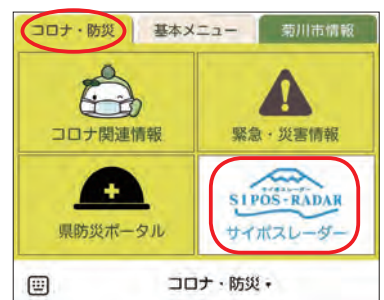 コロナ・防災
基本メニュー
菊川市情報
コロナ関連情報
緊急・災害情報
県防災ポータル
サイポスレーダー
SIPOS-RADAR
サイポスレーダー
コロナ・防災